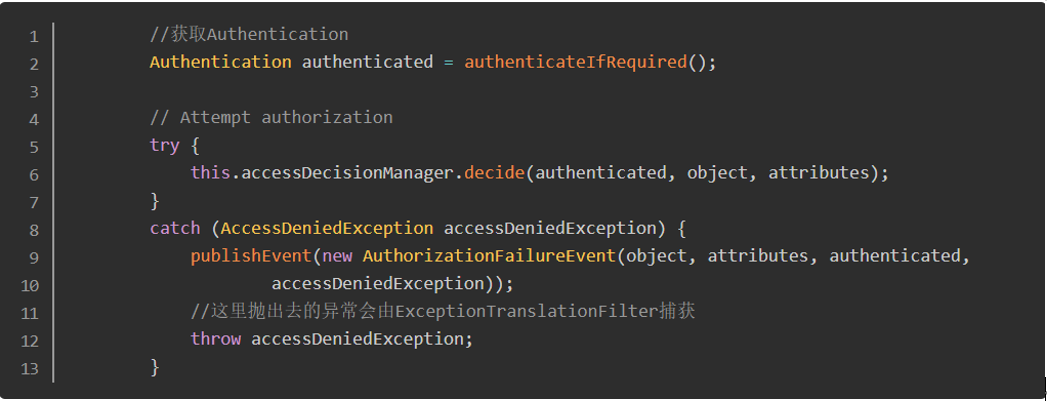 1 //获取Authentication
2 Authentication authenticated = authenticateIfRequired();
3
4 // Attempt authorization
5 try {
6 this.accessDecisionManager.decide(authenticated, object, attributes);
7 }
8 catch (AccessDeniedException accessDeniedException) {
9 publishEvent(new AuthorizationFailureEvent(object, attributes, authenticated,
10 accessDeniedException));
11 //这里抛出去的异常会由ExceptionTranslationFilter捕获
12 throw accessDeniedException;
13 }